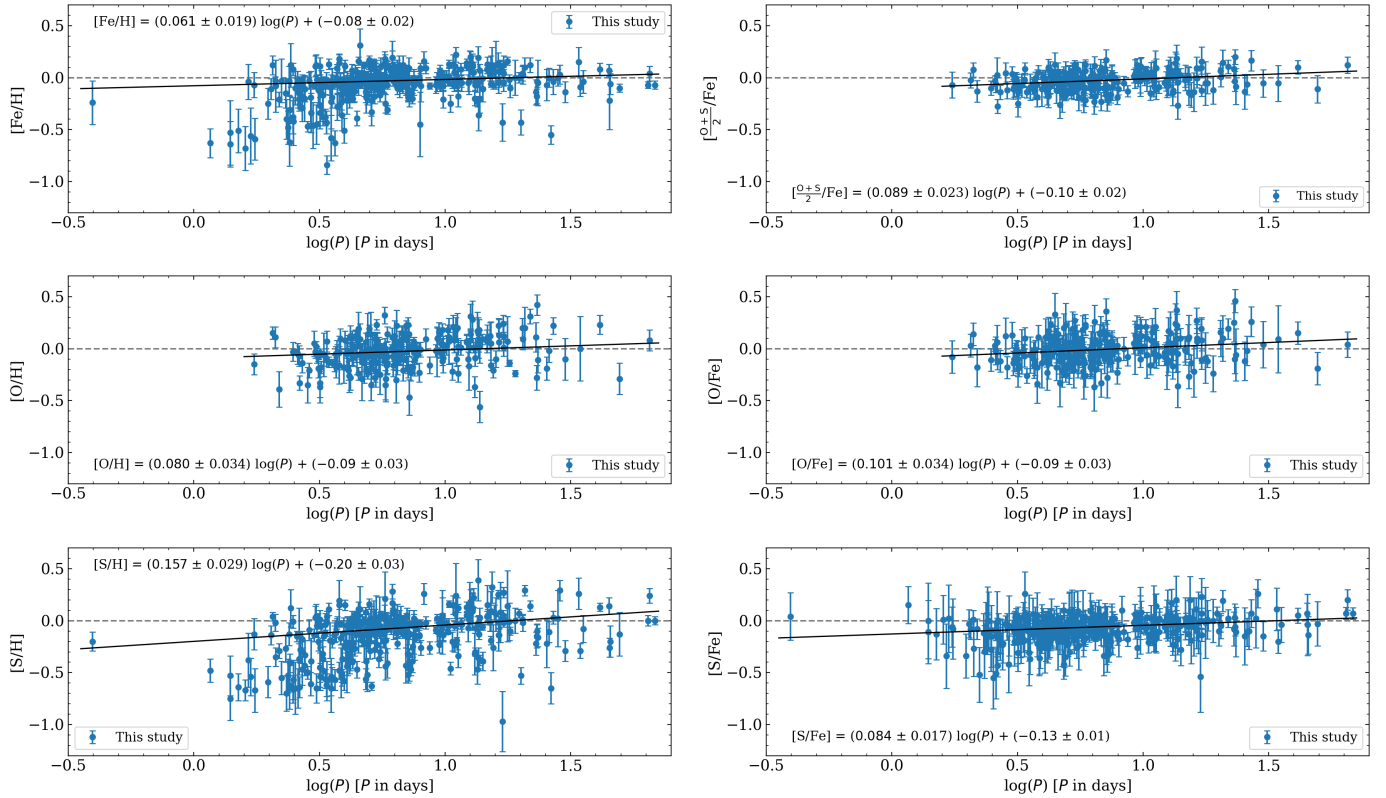 [Fe/H] = (0.061 ± 0.019) log(P) + (−0.08 ± 0.02)
This study
0.5
0.0
−0.5
−1.0
[Fe/H]
−0.5 0.0 0.5 1.0 1.5
log(P) [P in days]
0.5
0.0
−0.5
−1.0
[O+S/2/Fe]
[O+S/2/Fe] = (0.089 ± 0.023) log(P) + (−0.10 ± 0.02)
This study
−0.5 0.0 0.5 1.0 1.5
log(P) [P in days]
0.5
0.0
−0.5
−1.0
[O/H]
[O/H] = (0.080 ± 0.034) log(P) + (−0.09 ± 0.03)
This study
−0.5 0.0 0.5 1.0 1.5
log(P) [P in days]
0.5
0.0
−0.5
−1.0
[O/Fe]
[O/Fe] = (0.101 ± 0.034) log(P) + (−0.09 ± 0.03)
This study
−0.5 0.0 0.5 1.0 1.5
log(P) [P in days]
[S/H] = (0.157 ± 0.029) log(P) + (−0.20 ± 0.03)
0.5
0.0
−0.5
−1.0
[S/H]
This study
−0.5 0.0 0.5 1.0 1.5
log(P) [P in days]
0.5
0.0
−0.5
−1.0
[S/Fe]
[S/Fe] = (0.084 ± 0.017) log(P) + (−0.13 ± 0.01)
This study
−0.5 0.0 0.5 1.0 1.5
log(P) [P in days]